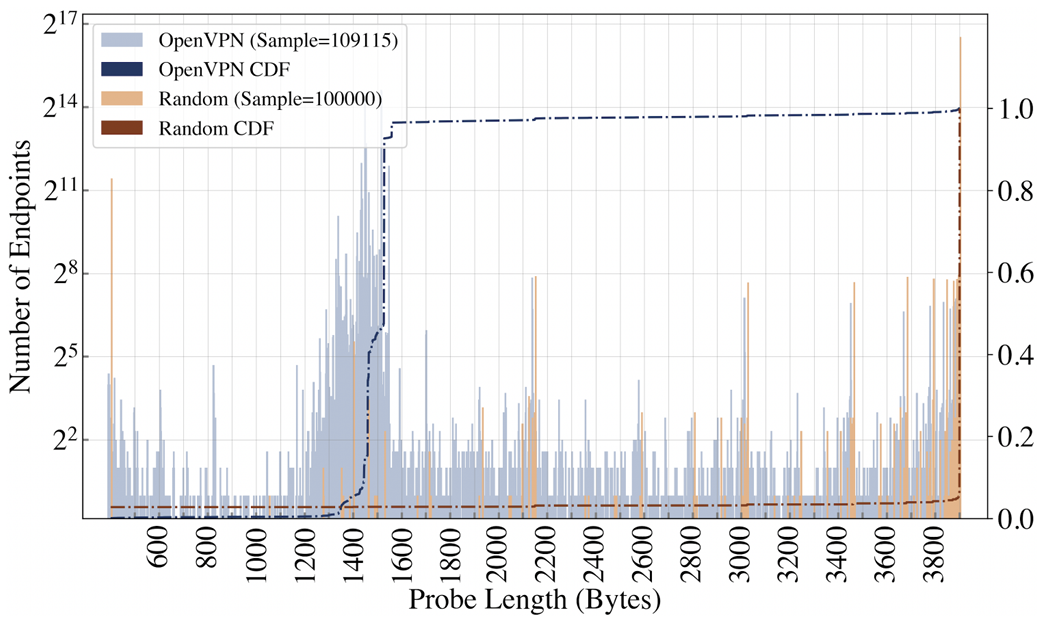 OpenVPN (Sample=109115)
OpenVPN CDF
Random (Sample=100000)
Random CDF
Number of Endpoints
2^17
2^14
2^11
2^8
2^5
2^2
1.0
0.8
0.6
0.4
0.2
0.0
600 800 1000 1200 1400 1600 1800 2000 2200 2400 2600 2800 3000 3200 3400 3600 3800
Probe Length (Bytes)